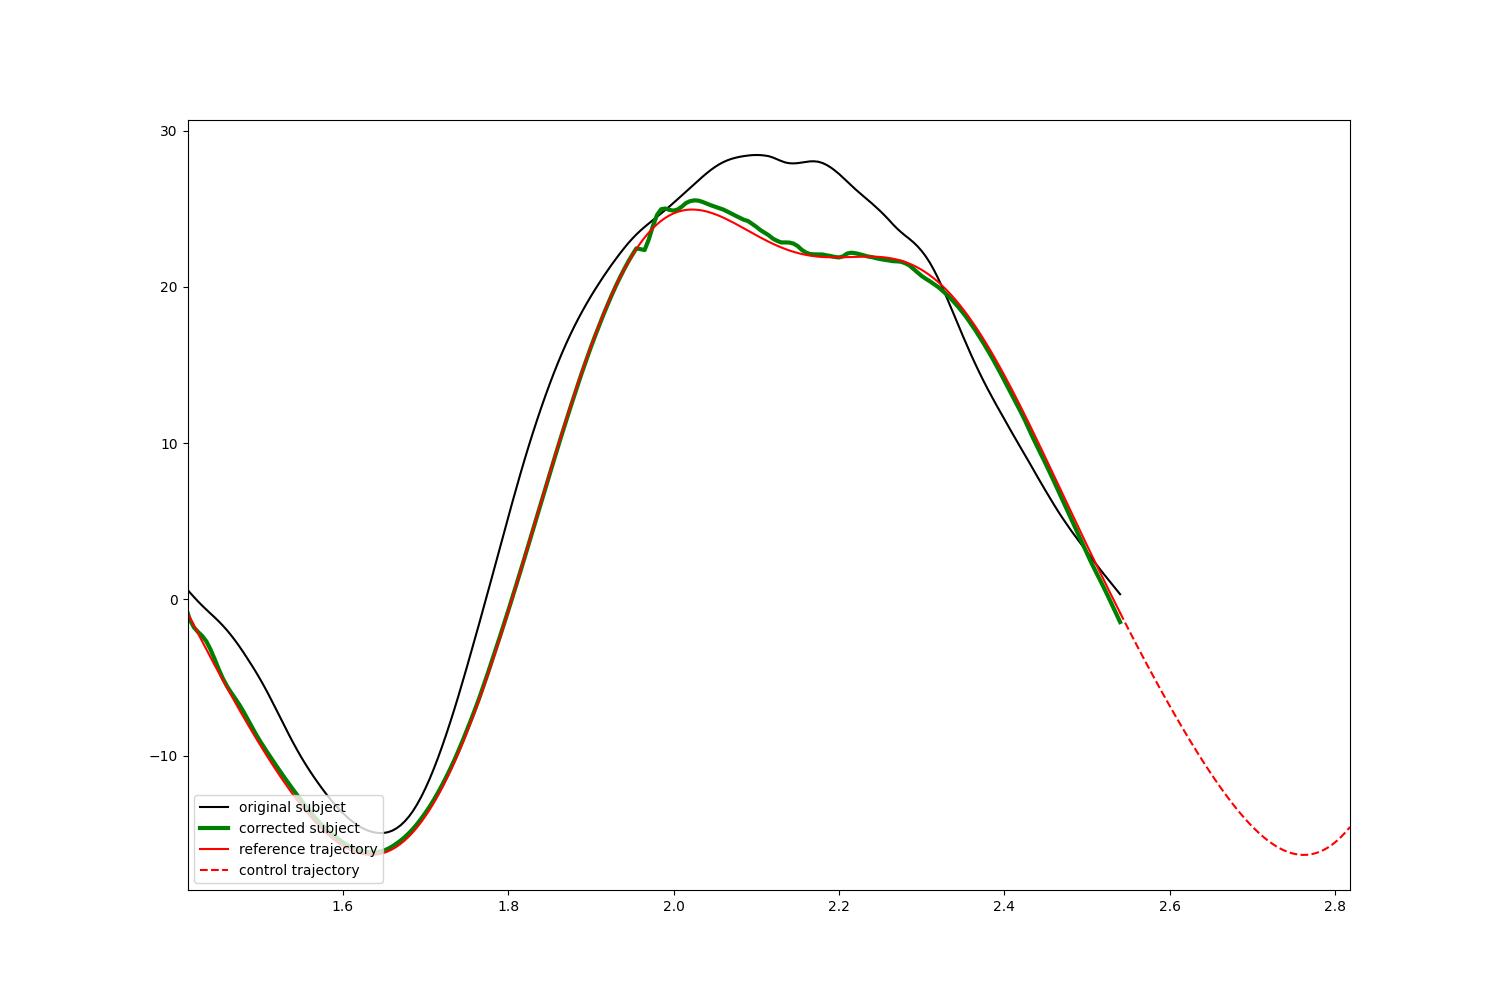 30
20
10
0
−10
original subject
corrected subject
reference trajectory
control trajectory
1.6 1.8 2.0 2.2 2.4 2.6 2.8